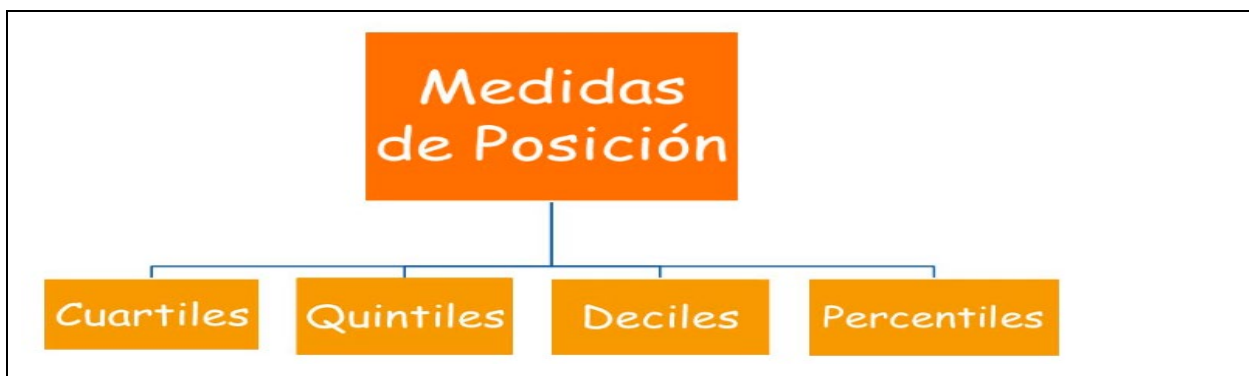 Medidas
de Posición
Cuartiles
Quintiles
Deciles
Percentiles